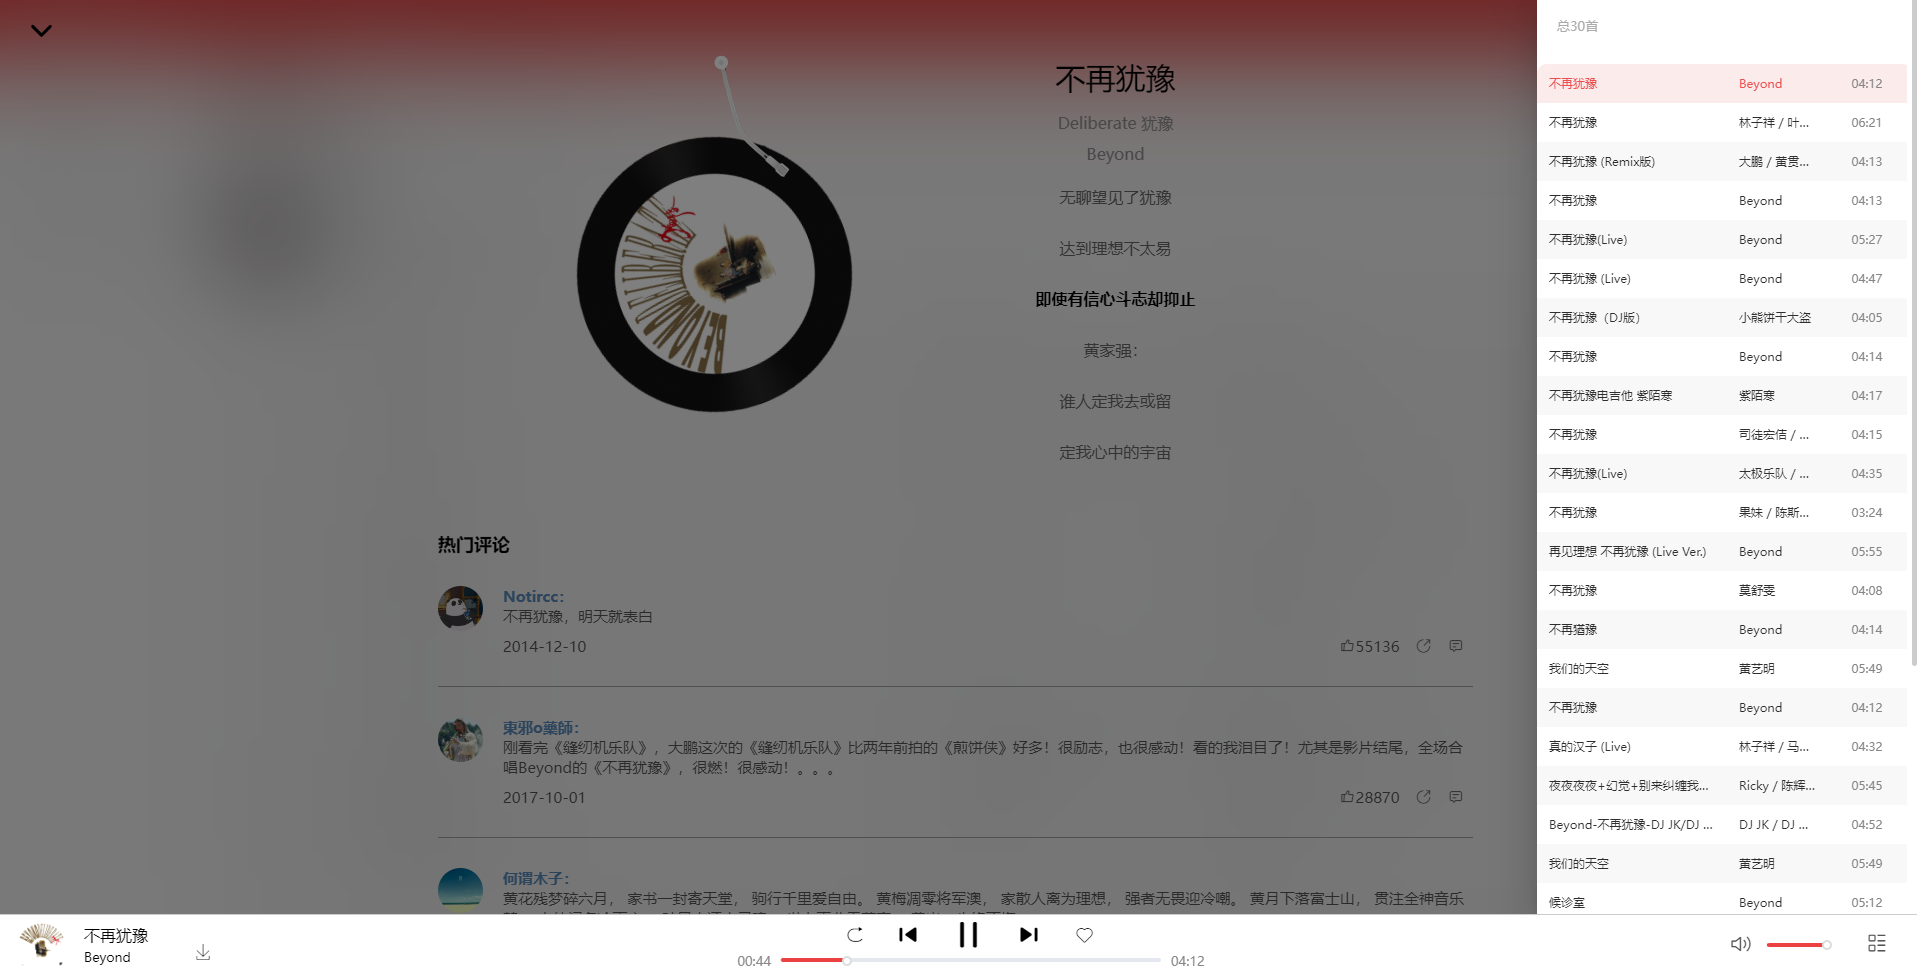 不再犹豫
Deliberate 犹豫
Beyond
无聊望见了犹豫
达到理想不太易
即使有信心斗志却抑止
黄家强：
谁人定我去或留
定我心中的宇宙
热门评论
Notircc：
不再犹豫，明天就表白
2014-12-10 55136
東邪o藥師：
刚看完《缝纫机乐队》，大鹏这次的《缝纫机乐队》比两年前拍的《煎饼侠》好多！很励志，也很感动！看的我泪目了！尤其是影片结尾，全场合
唱Beyond的《不再犹豫》，很燃！很感动！。。。
2017-10-01 28870
何谓木子：
黄花残梦碎六月， 家书一封寄天堂， 驹行千里爱自由。 黄梅凋零将军澳， 家散人离为理想， 强者无畏迎冷嘲。 黄月下落富士山， 贯注全神音乐
总30首
不再犹豫 Beyond 04:12
不再犹豫 林子祥 / 叶... 06:21
不再犹豫 (Remix版) 大鹏 / 黄贯... 04:13
不再犹豫 Beyond 04:13
不再犹豫(Live) Beyond 05:27
不再犹豫 (Live) Beyond 04:47
不再犹豫（DJ版） 小熊饼干大盗 04:05
不再犹豫 Beyond 04:14
不再犹豫电吉他 紫陌寒 紫陌寒 04:17
不再犹豫 司徒宏佶 / ... 04:15
不再犹豫(Live) 太极乐队 / ... 04:35
不再犹豫 果妹 / 陈斯... 03:24
再见理想 不再犹豫 (Live Ver.) Beyond 05:55
不再犹豫 莫舒雯 04:08
不再猶豫 Beyond 04:14
我们的天空 黄艺明 05:49
不再犹豫 Beyond 04:12
真的汉子 (Live) 林子祥 / 马... 04:32
夜夜夜夜+幻觉+别来纠缠我... Ricky / 陈辉... 05:45
Beyond-不再犹豫-DJ JK/DJ ... DJ JK / DJ ... 04:52
我们的天空 黄艺明 05:49
候诊室 Beyond 05:12
不再犹豫
Beyond
00:44 04:12